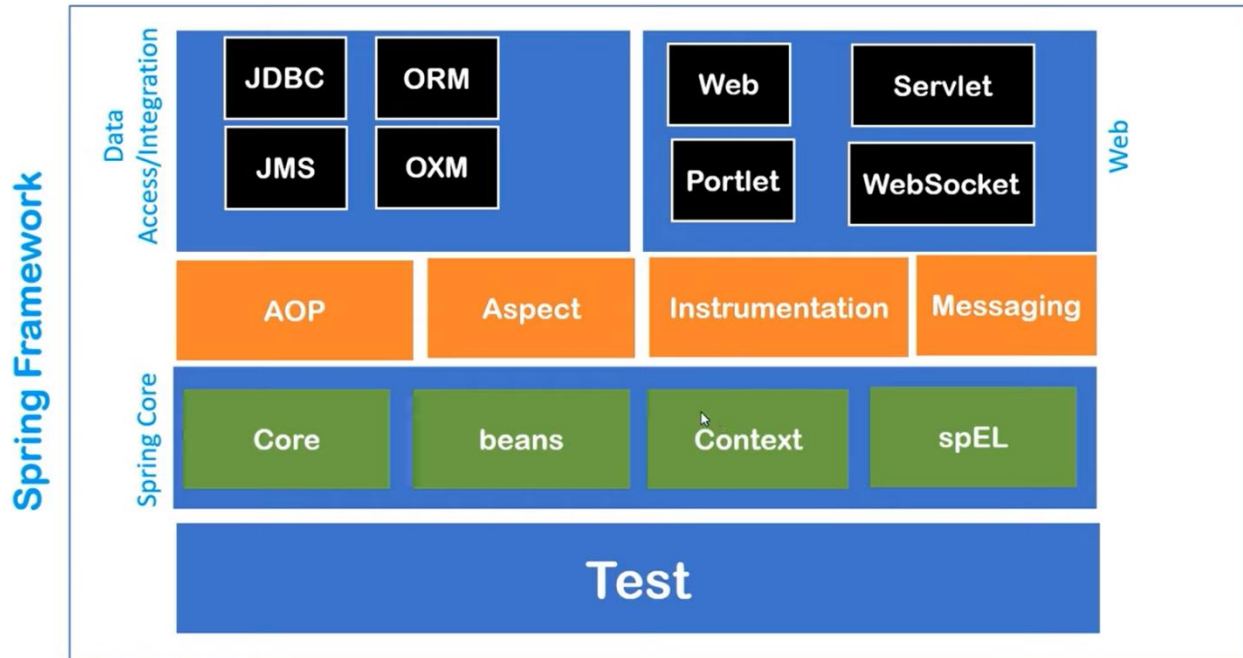 Spring Framework
Data
Access/Integration
JDBC
ORM
JMS
OXM
Web
Servlet
Portlet
WebSocket
Web
AOP
Aspect
Instrumentation
Messaging
Spring Core
Core
beans
Context
spEL
Test